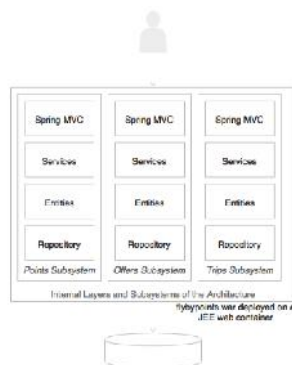 Spring MVC Spring MVC Spring MVC
Services Services Services
Entities Entities Entities
Repository Repository Repository
Points Subsystem Offers Subsystem Trips Subsystem
Internal Layers and Subsystems of the Architecture
flybypoints was deployed on a
JEE web container